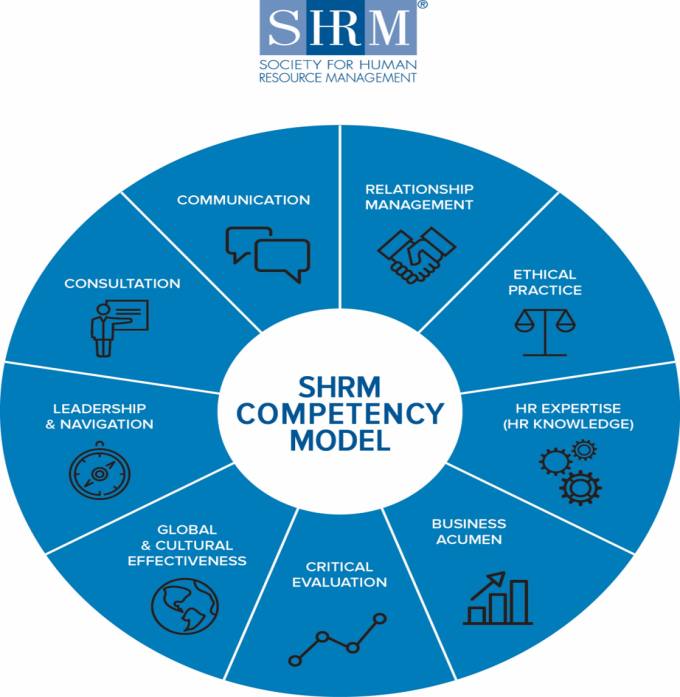 SHRM®
SOCIETY FOR HUMAN
RESOURCE MANAGEMENT
COMMUNICATION
RELATIONSHIP
MANAGEMENT
ETHICAL
PRACTICE
CONSULTATION
LEADERSHIP
& NAVIGATION
SHRM
COMPETENCY
MODEL
HR EXPERTISE
(HR KNOWLEDGE)
GLOBAL
& CULTURAL
EFFECTIVENESS
CRITICAL
EVALUATION
BUSINESS
ACUMEN